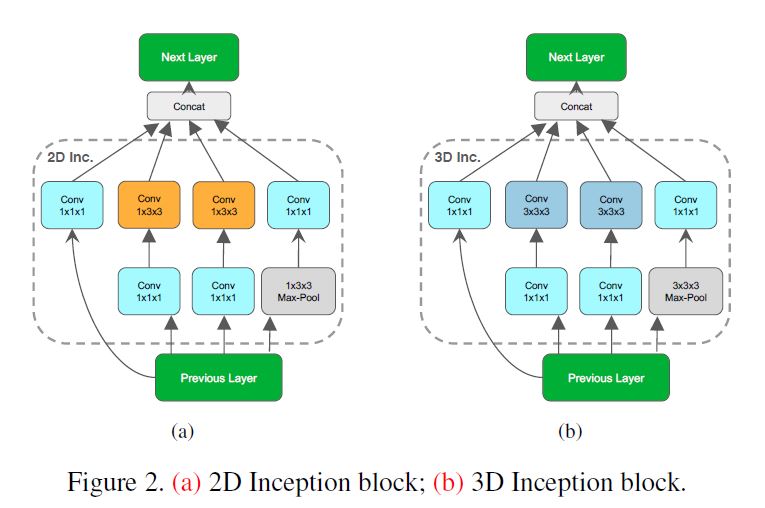 Next Layer
Concat
2D Inc.
Conv
1x1x1
Conv
1x3x3
Conv
1x3x3
Conv
1x1x1
Conv
1x1x1
Conv
1x1x1
1x3x3
Max-Pool
Previous Layer
(a)
Next Layer
Concat
3D Inc.
Conv
1x1x1
Conv
3x3x3
Conv
3x3x3
Conv
1x1x1
Conv
1x1x1
Conv
1x1x1
3x3x3
Max-Pool
Previous Layer
(b)
Figure 2. (a) 2D Inception block; (b) 3D Inception block.